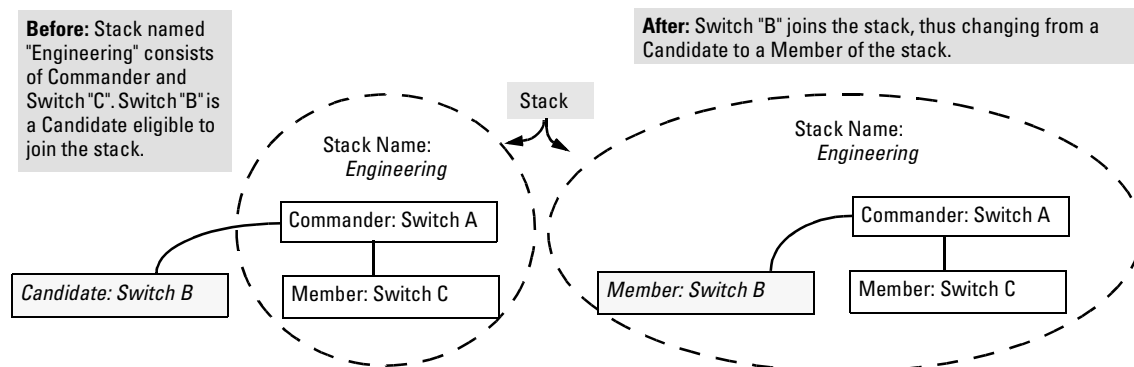 Before: Stack named
"Engineering" consists
of Commander and
Switch "C". Switch "B" is
a Candidate eligible to
join the stack.
After: Switch "B" joins the stack, thus changing from a
Candidate to a Member of the stack.
Stack
Stack Name:
Engineering
Commander: Switch A
Candidate: Switch B
Member: Switch C
Stack Name:
Engineering
Commander: Switch A
Member: Switch B
Member: Switch C